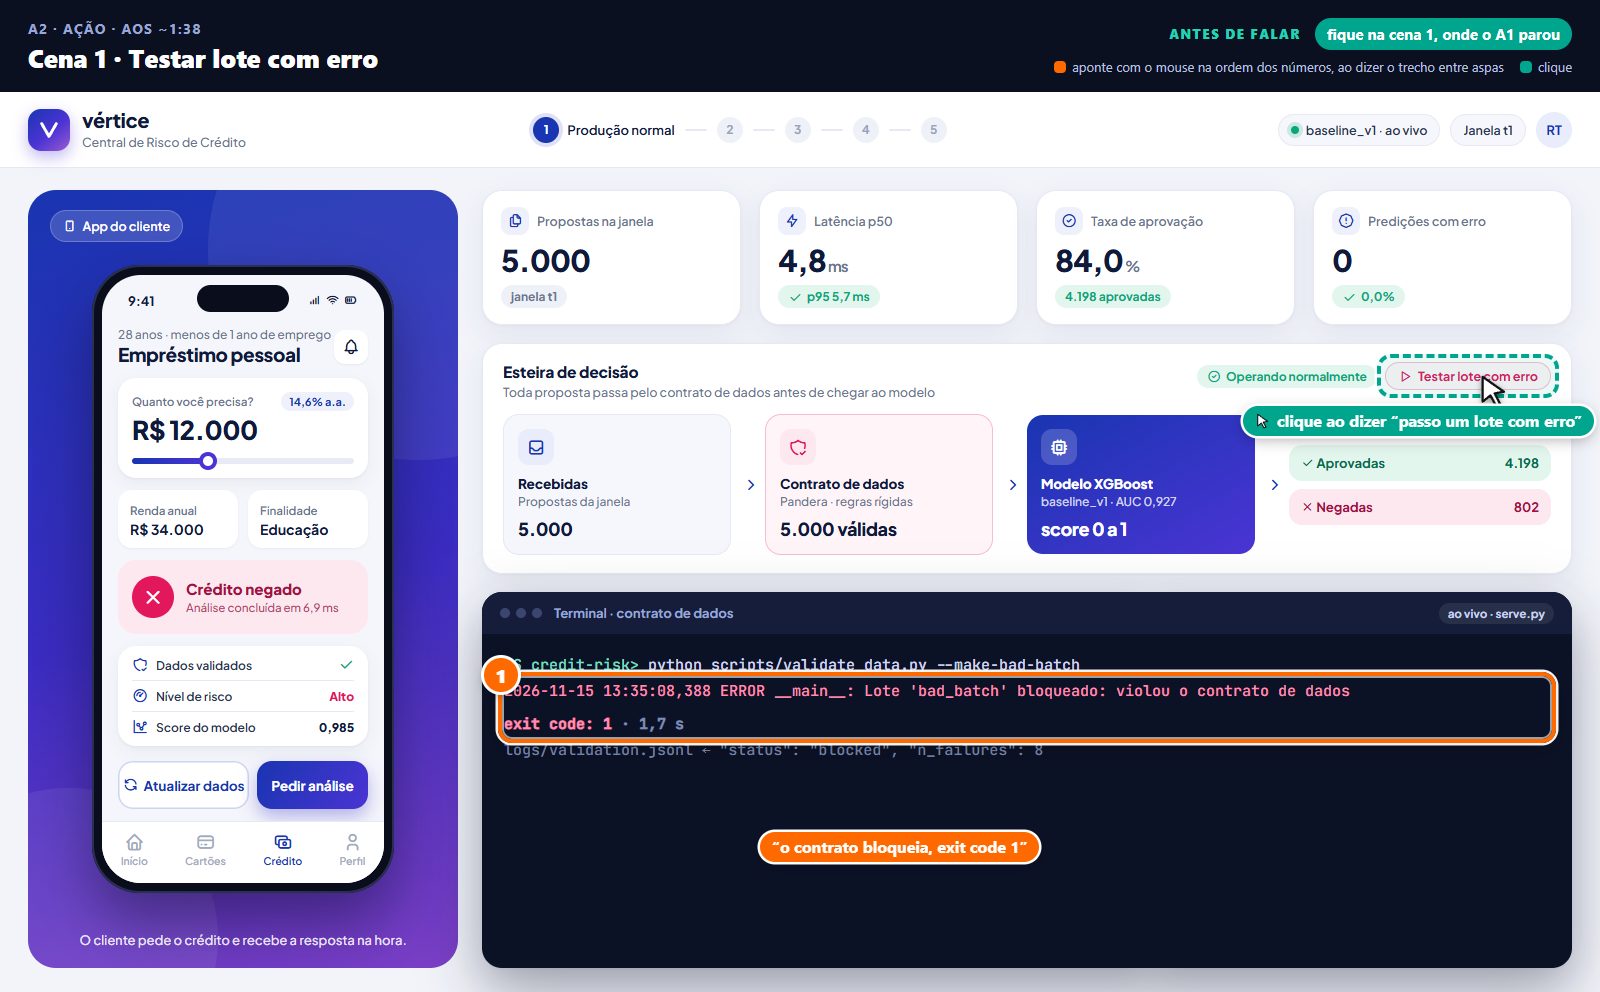 A2 · AÇÃO · AOS ~1:38
Cena 1 · Testar lote com erro
ANTES DE FALAR
fique na cena 1, onde o A1 parou
aponte com o mouse na ordem dos números, ao dizer o trecho entre aspas
clique
vértice
Central de Risco de Crédito
1 Produção normal 2 3 4 5
baseline_v1 · ao vivo
Janela t1
RT
App do cliente
9:41
28 anos · menos de 1 ano de emprego
Empréstimo pessoal
Quanto você precisa?
14,6% a.a.
R$ 12.000
Renda anual
R$ 34.000
Finalidade
Educação
Crédito negado
Análise concluída em 6,9 ms
Dados validados
Nível de risco
Alto
Score do modelo
0,985
Atualizar dados
Pedir análise
Início
Cartões
Crédito
Perfil
O cliente pede o crédito e recebe a resposta na hora.
Propostas na janela
5.000
janela t1
Latência p50
4,8 ms
p95 5,7 ms
Taxa de aprovação
84,0 %
4.198 aprovadas
Predições com erro
0
0,0%
Esteira de decisão
Toda proposta passa pelo contrato de dados antes de chegar ao modelo
Operando normalmente
Testar lote com erro
clique ao dizer “passo um lote com erro”
Recebidas
Propostas da janela
5.000
Contrato de dados
Pandera · regras rígidas
5.000 válidas
Modelo XGBoost
baseline_v1 · AUC 0,927
score 0 a 1
Aprovadas
4.198
Negadas
802
Terminal · contrato de dados
ao vivo · serve.py
credit-risk> python scripts/validate_data.py --make-bad-batch
1
2026-11-15 13:35:08,388 ERROR __main__: Lote 'bad_batch' bloqueado: violou o contrato de dados
exit code: 1 · 1,7 s
logs/validation.jsonl ← "status": "blocked", "n_failures": 8
“o contrato bloqueia, exit code 1”